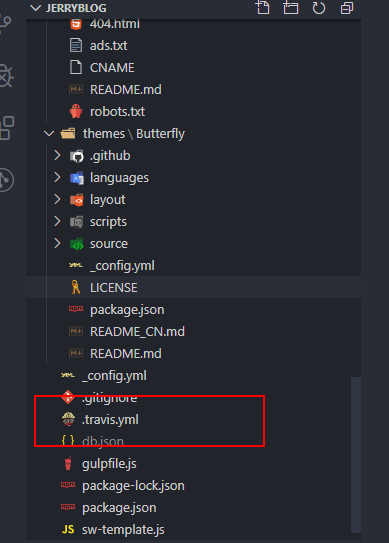 JERRYBLOG
404.html
ads.txt
CNAME
README.md
robots.txt
themes \ Butterfly
.github
languages
layout
scripts
source
_config.yml
LICENSE
package.json
README_CN.md
README.md
_config.yml
.gitignore
.travis.yml
db.json
gulpfile.js
package-lock.json
package.json
JS sw-template.js